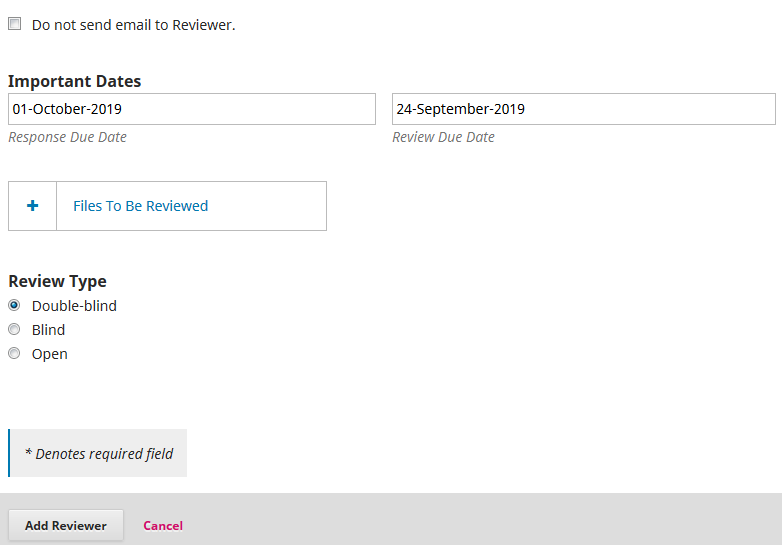 Do not send email to Reviewer.
Important Dates
01-October-2019 24-September-2019
Response Due Date Review Due Date
+ Files To Be Reviewed
Review Type
Double-blind
Blind
Open
* Denotes required field
Add Reviewer Cancel